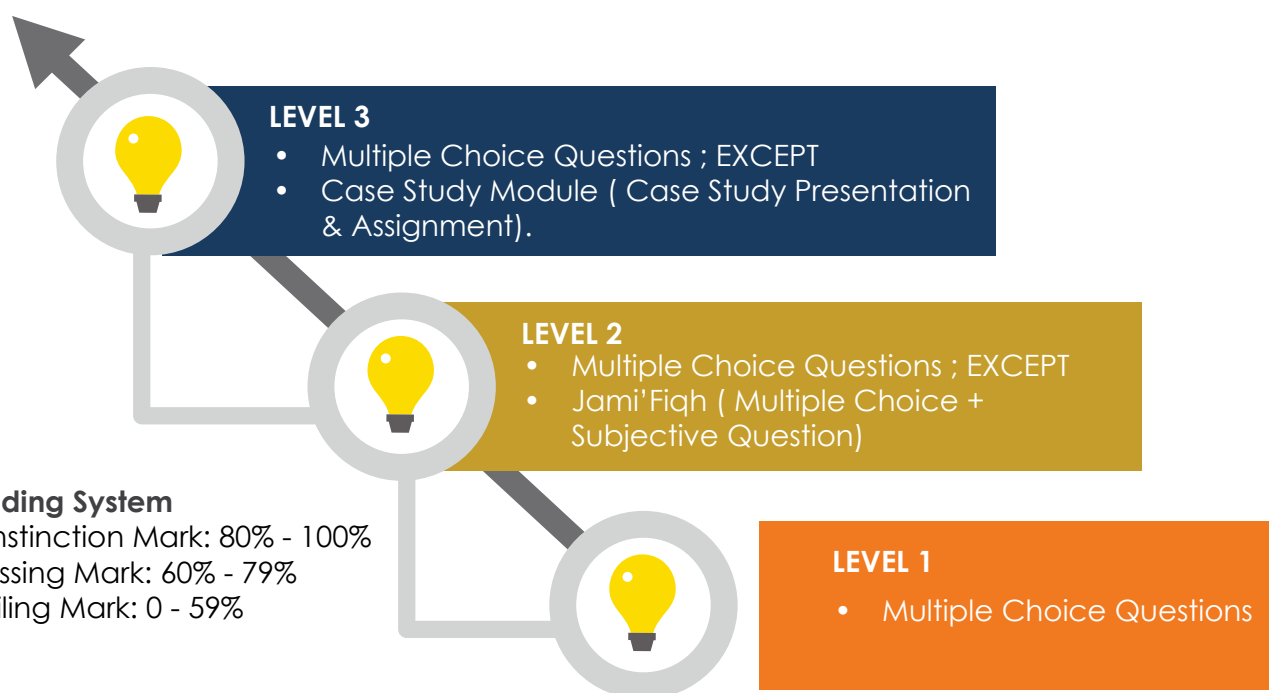 LEVEL 3
• Multiple Choice Questions ; EXCEPT
• Case Study Module ( Case Study Presentation
& Assignment).
LEVEL 2
• Multiple Choice Questions ; EXCEPT
• Jami'Fiqh ( Multiple Choice +
Subjective Question)
ding System
nstinction Mark: 80% - 100%
ssing Mark: 60% - 79%
iling Mark: 0 - 59%
LEVEL 1
• Multiple Choice Questions